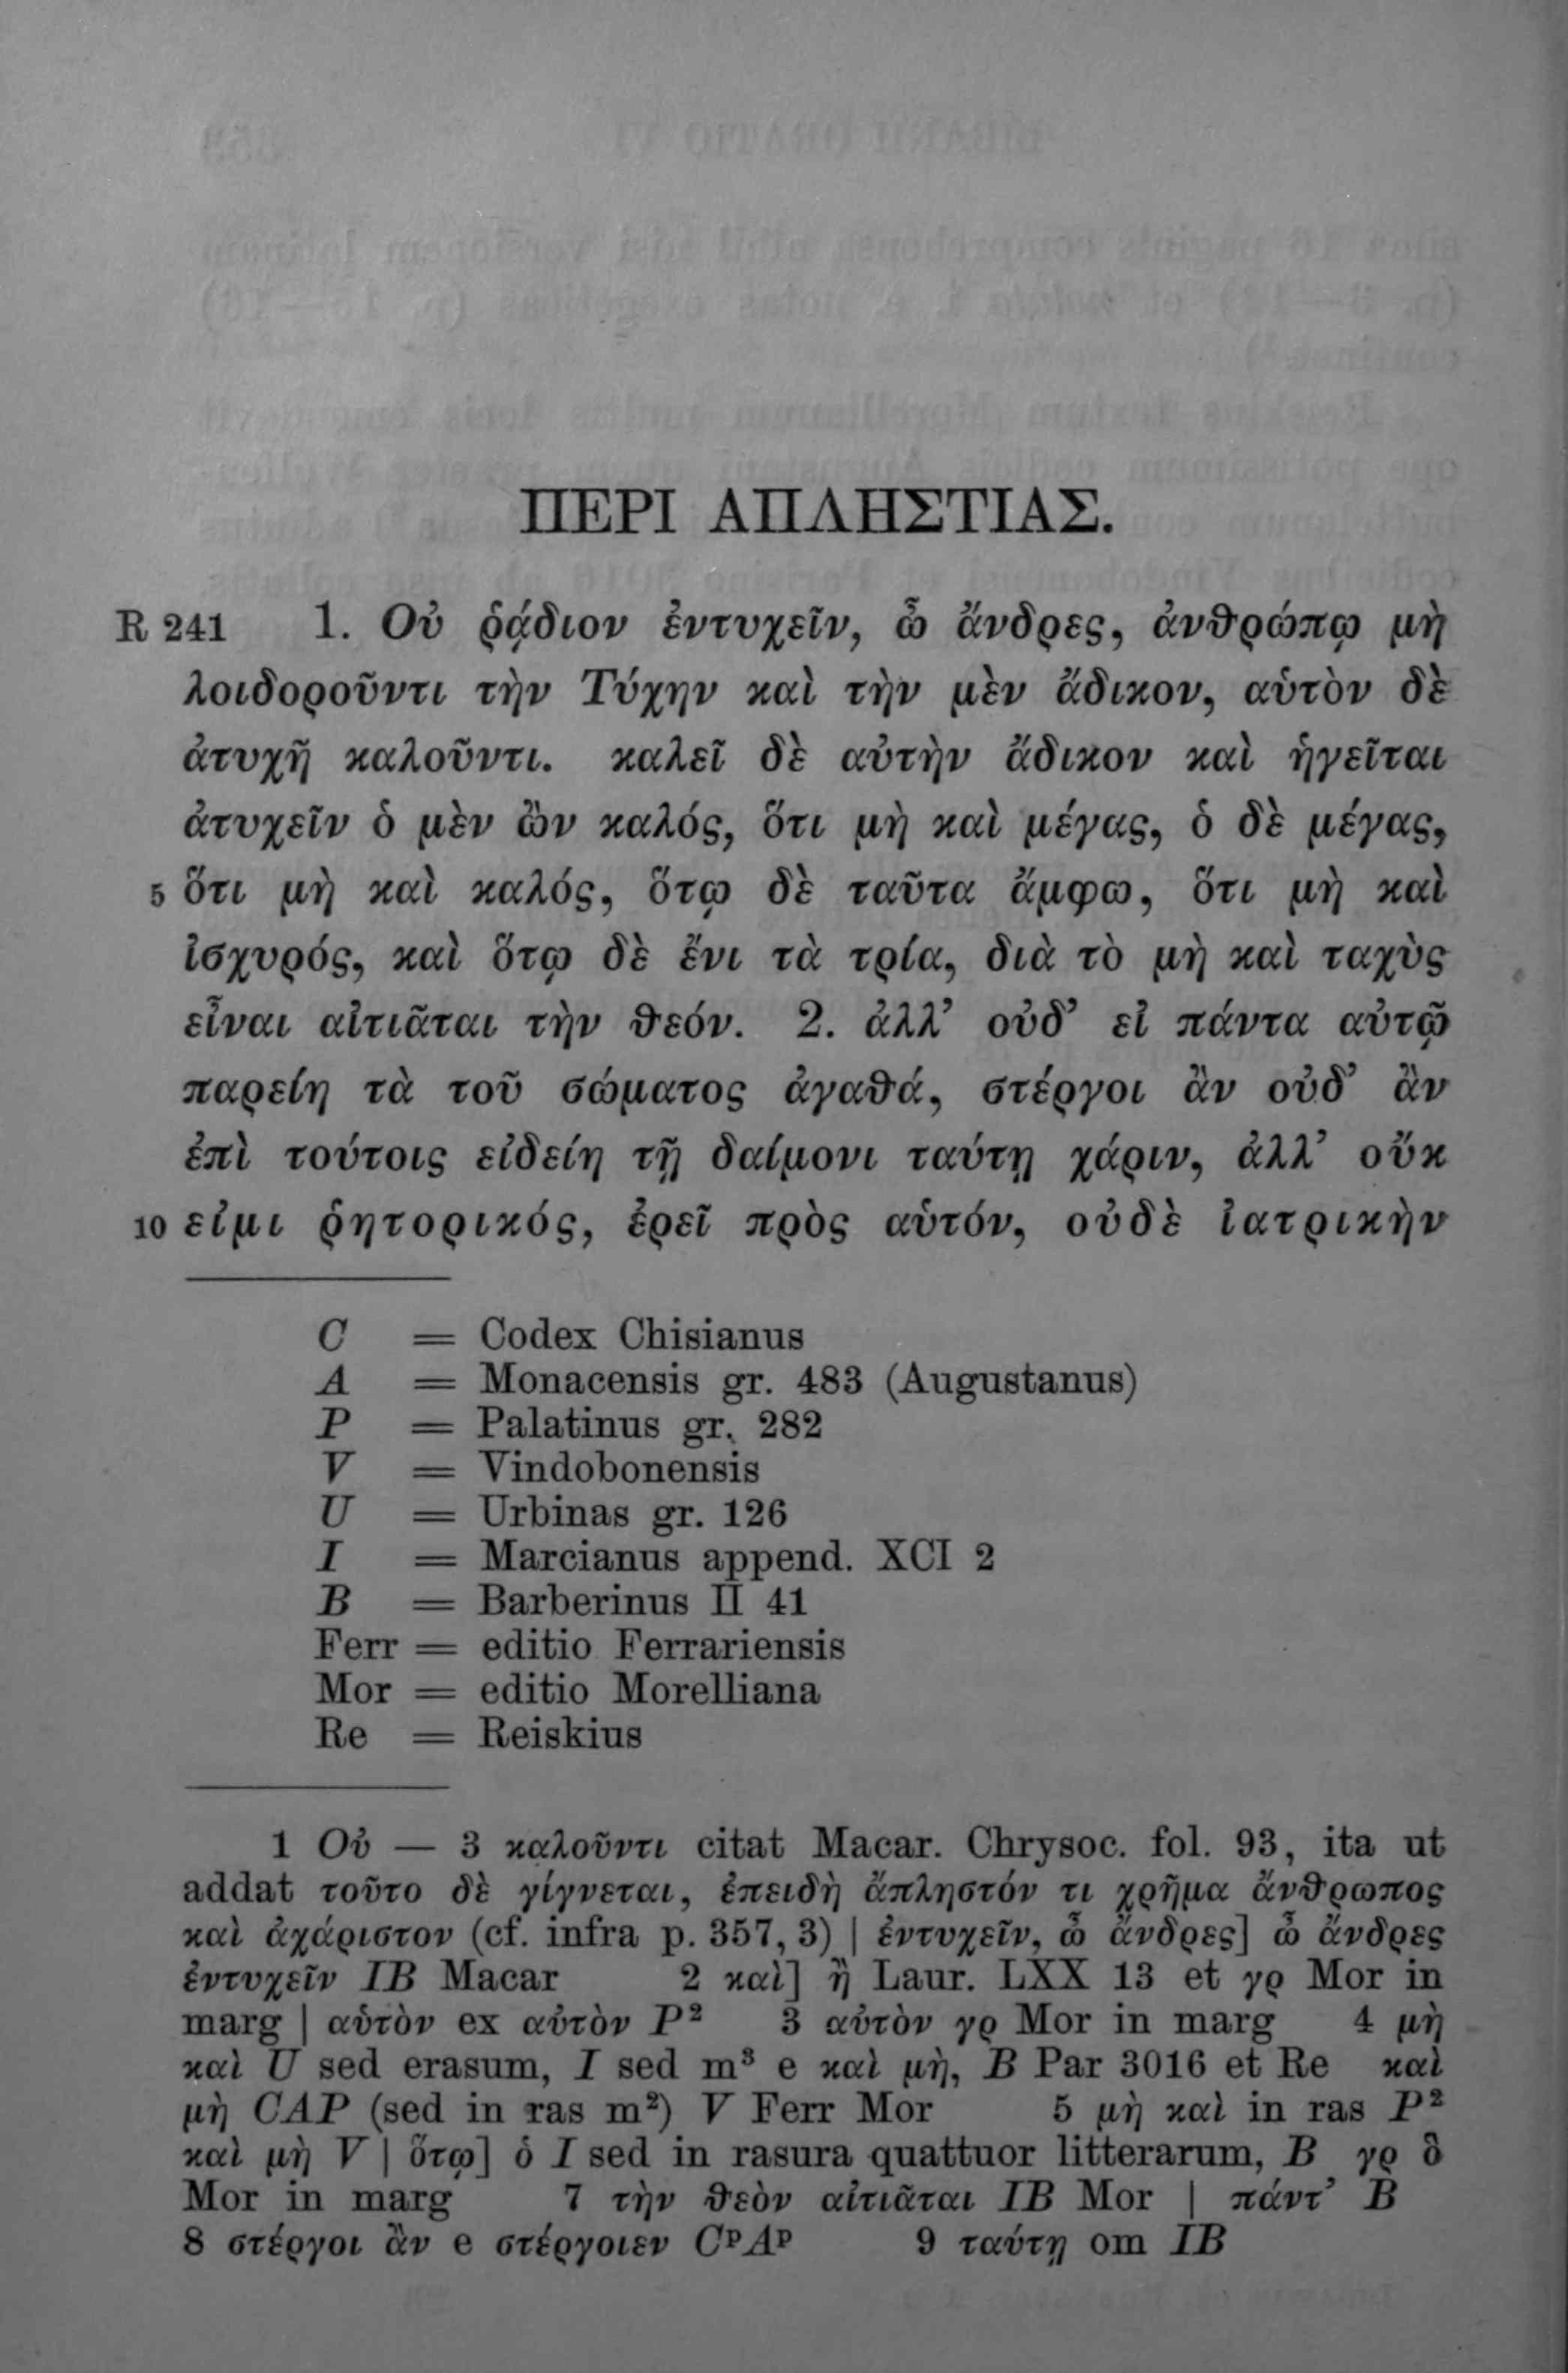 ΠΕΡΙ ΑΠΛΗΣΤΙΑΣ.
R 241 1. Οὐ ῥᾴδιον ἐντυχεῖν, ὦ ἄνδρες, ἀνθρώπῳ μὴ
λοιδοροῦντι τὴν Τύχην καὶ τὴν μὲν ἄδικον, αὑτὸν δὲ
ἀτυχῆ καλοῦντι. καλεῖ δὲ αὐτὴν ἄδικον καὶ ἡγεῖται
ἀτυχεῖν ὁ μὲν ὢν καλός, ὅτι μὴ καὶ μέγας, ὁ δὲ μέγας,
5 ὅτι μὴ καὶ καλός, ὅτῳ δὲ ταῦτα ἄμφω, ὅτι μὴ καὶ
ἰσχυρός, καὶ ὅτῳ δὲ ἔνι τὰ τρία, διὰ τὸ μὴ καὶ ταχὺς
εἶναι αἰτιᾶται τὴν θεόν. 2. ἀλλ’ οὐδ’ εἰ πάντα αὐτῷ
παρείη τὰ τοῦ σώματος ἀγαθά, στέργοι ἂν οὐδ’ ἂν
ἐπὶ τούτοις εἰδείη τῇ δαίμονι ταύτῃ χάριν, ἀλλ’ οὔκ
10 εἰμι ῥητορικός, ἐρεῖ πρὸς αὑτόν, οὐδὲ ἰατρικὴν
C = Codex Chisianus
A = Monacensis gr. 483 (Augustanus)
P = Palatinus gr. 282
V = Vindobonensis
U = Urbinas gr. 126
I = Marcianus append. XCI 2
B = Barberinus II 41
Ferr = editio Ferrariensis
Mor = editio Morelliana
Re = Reiskius
1 Οὐ — 3 καλοῦντι citat Macar. Chrysoc. fol. 93, ita ut
addat τοῦτο δὲ γίγνεται, ἐπειδὴ ἄπληστόν τι χρῆμα ἄνθρωπος
καὶ ἀχάριστον (cf. infra p. 357, 3) | ἐντυχεῖν, ὦ ἄνδρες] ὦ ἄνδρες
ἐντυχεῖν IB Macar 2 καὶ] ἢ Laur. LXX 13 et γρ Mor in
marg | αὑτὸν ex αὐτὸν P² 3 αὐτὸν γρ Mor in marg 4 μὴ
καὶ U sed erasum, I sed m³ e καὶ μὴ, B Par 3016 et Re καὶ
μὴ CAP (sed in ras m²) V Ferr Mor 5 μὴ καὶ in ras P²
καὶ μὴ V | ὅτῳ] ὁ I sed in rasura quattuor litterarum, B γρ ὃ
Mor in marg 7 τὴν θεὸν αἰτιᾶται IB Mor | πάντ’ B
8 στέργοι ἂν e στέργοιεν CᵖAᵖ 9 ταύτῃ om IB